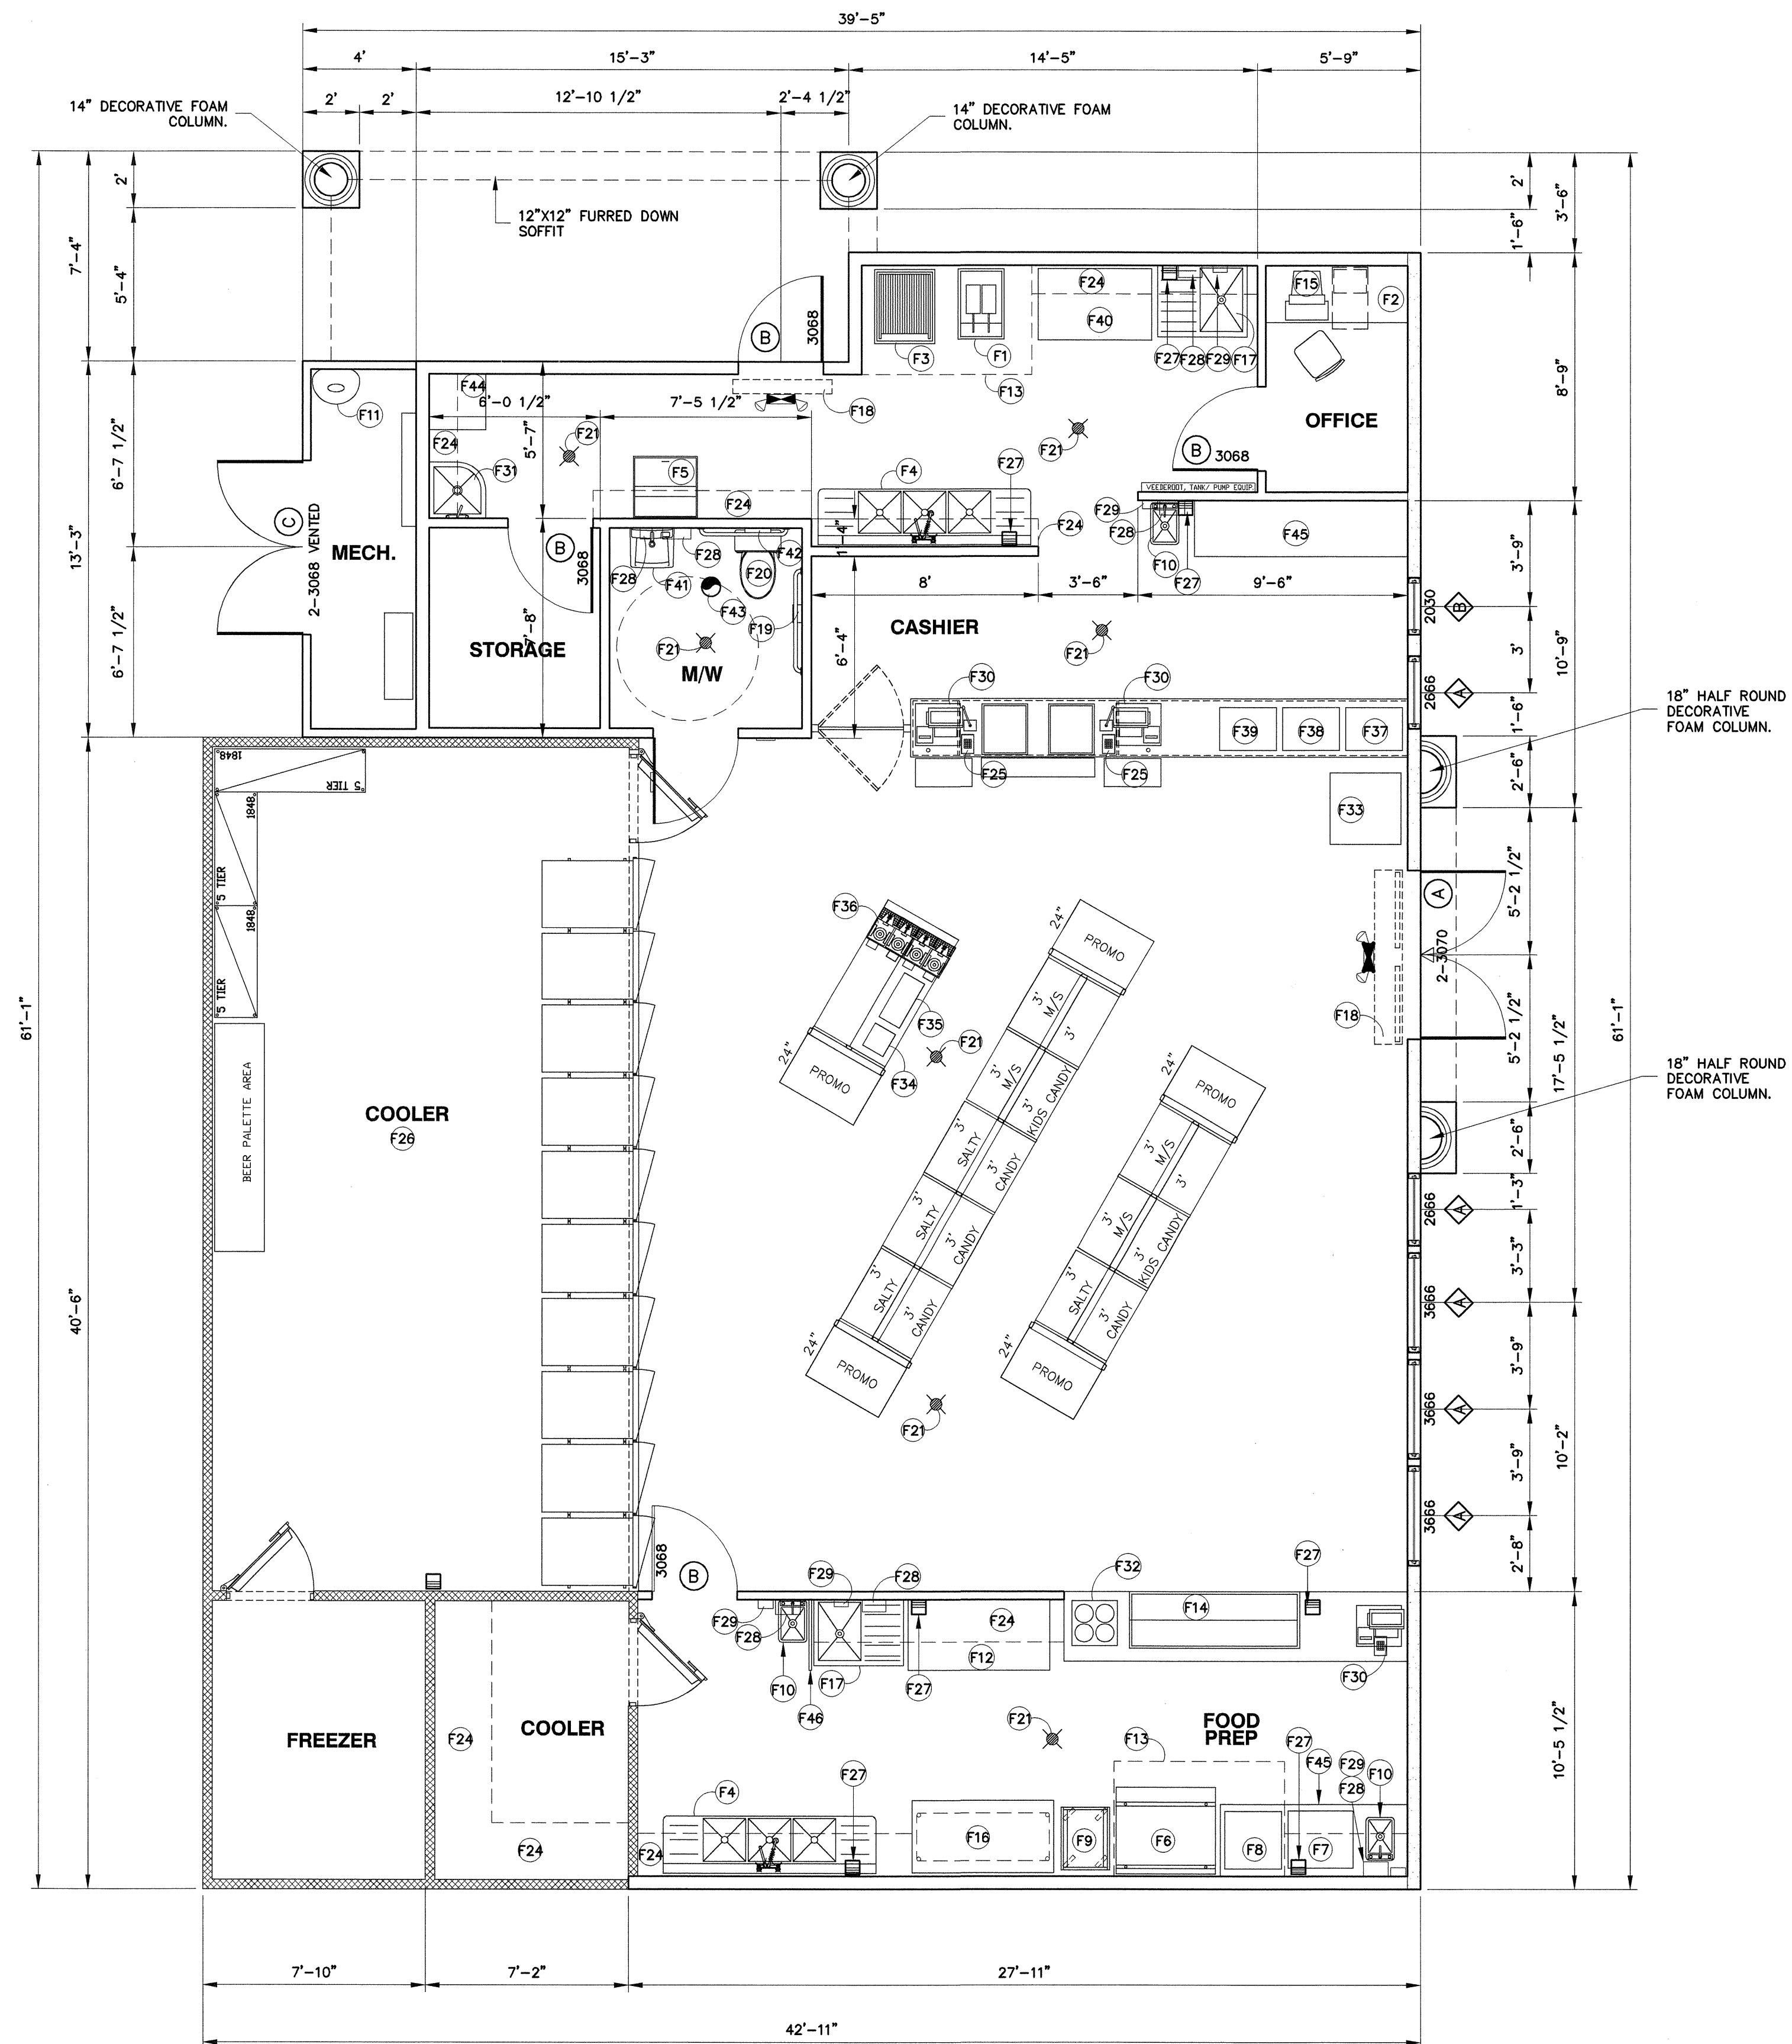 39'-5"
4'
15'-3"
14'-5"
5'-9"
2'
2'
12'-10 1/2"
2'-4 1/2"
14" DECORATIVE FOAM
COLUMN.
14" DECORATIVE FOAM
COLUMN.
12"X12" FURRED DOWN
SOFFIT
2'
7'-4"
5'-4"
2'
1'-6"
3'-6"
B
3068
F3
F1
F24
F40
F27
F28
F29
F17
F15
F2
F13
F18
F11
F44
6'-0 1/2"
7'-5 1/2"
5'-7"
F21
F24
F31
F5
F24
F4
F27
F21
F24
B
3068
OFFICE
8'-9"
VEEDEROOT, TANK/ PUMP EQUIP.
F29
F28
F10
F27
F45
13'-3"
6'-7 1/2"
6'-7 1/2"
C
2-3068 VENTED
MECH.
B
3068
STORAGE
7'-8"
F28
F28
F41
F42
F20
F43
F19
F21
M/W
1'-4"
8'
3'-6"
9'-6"
6'-4"
CASHIER
F21
F30
F30
F39
F38
F37
F25
F25
F33
2030
B
2666
A
3'-9"
3'
1'-6"
10'-9"
2'-6"
18" HALF ROUND
DECORATIVE
FOAM COLUMN.
61'-1"
40'-6"
1848
5 TIER
1848
5 TIER
1848
5 TIER
BEER PALETTE AREA
COOLER
F26
F36
F35
F34
24"
PROMO
F21
24"
PROMO
3' M/S
3'
3' M/S
3' KIDS CANDY
3' SALTY
3' CANDY
3' SALTY
3' CANDY
3' SALTY
3' CANDY
24"
PROMO
24"
PROMO
3' M/S
3'
3' M/S
3' KIDS CANDY
3' SALTY
3' CANDY
24"
PROMO
F21
A
2-3070
F18
5'-2 1/2"
5'-2 1/2"
17'-5 1/2"
61'-1"
18" HALF ROUND
DECORATIVE
FOAM COLUMN.
2'-6"
1'-3"
2666
A
3'-3"
3666
A
3'-9"
3666
A
3'-9"
3666
A
2'-8"
10'-2"
3068
B
F29
F28
F32
F27
F29
F28
F10
F46
F17
F27
F24
F12
F14
F30
FREEZER
F24
COOLER
F24
F21
FOOD
PREP
F13
F27
F45
F29
F28
F10
F4
F27
F24
F16
F9
F6
F8
F7
10'-5 1/2"
7'-10"
7'-2"
27'-11"
42'-11"